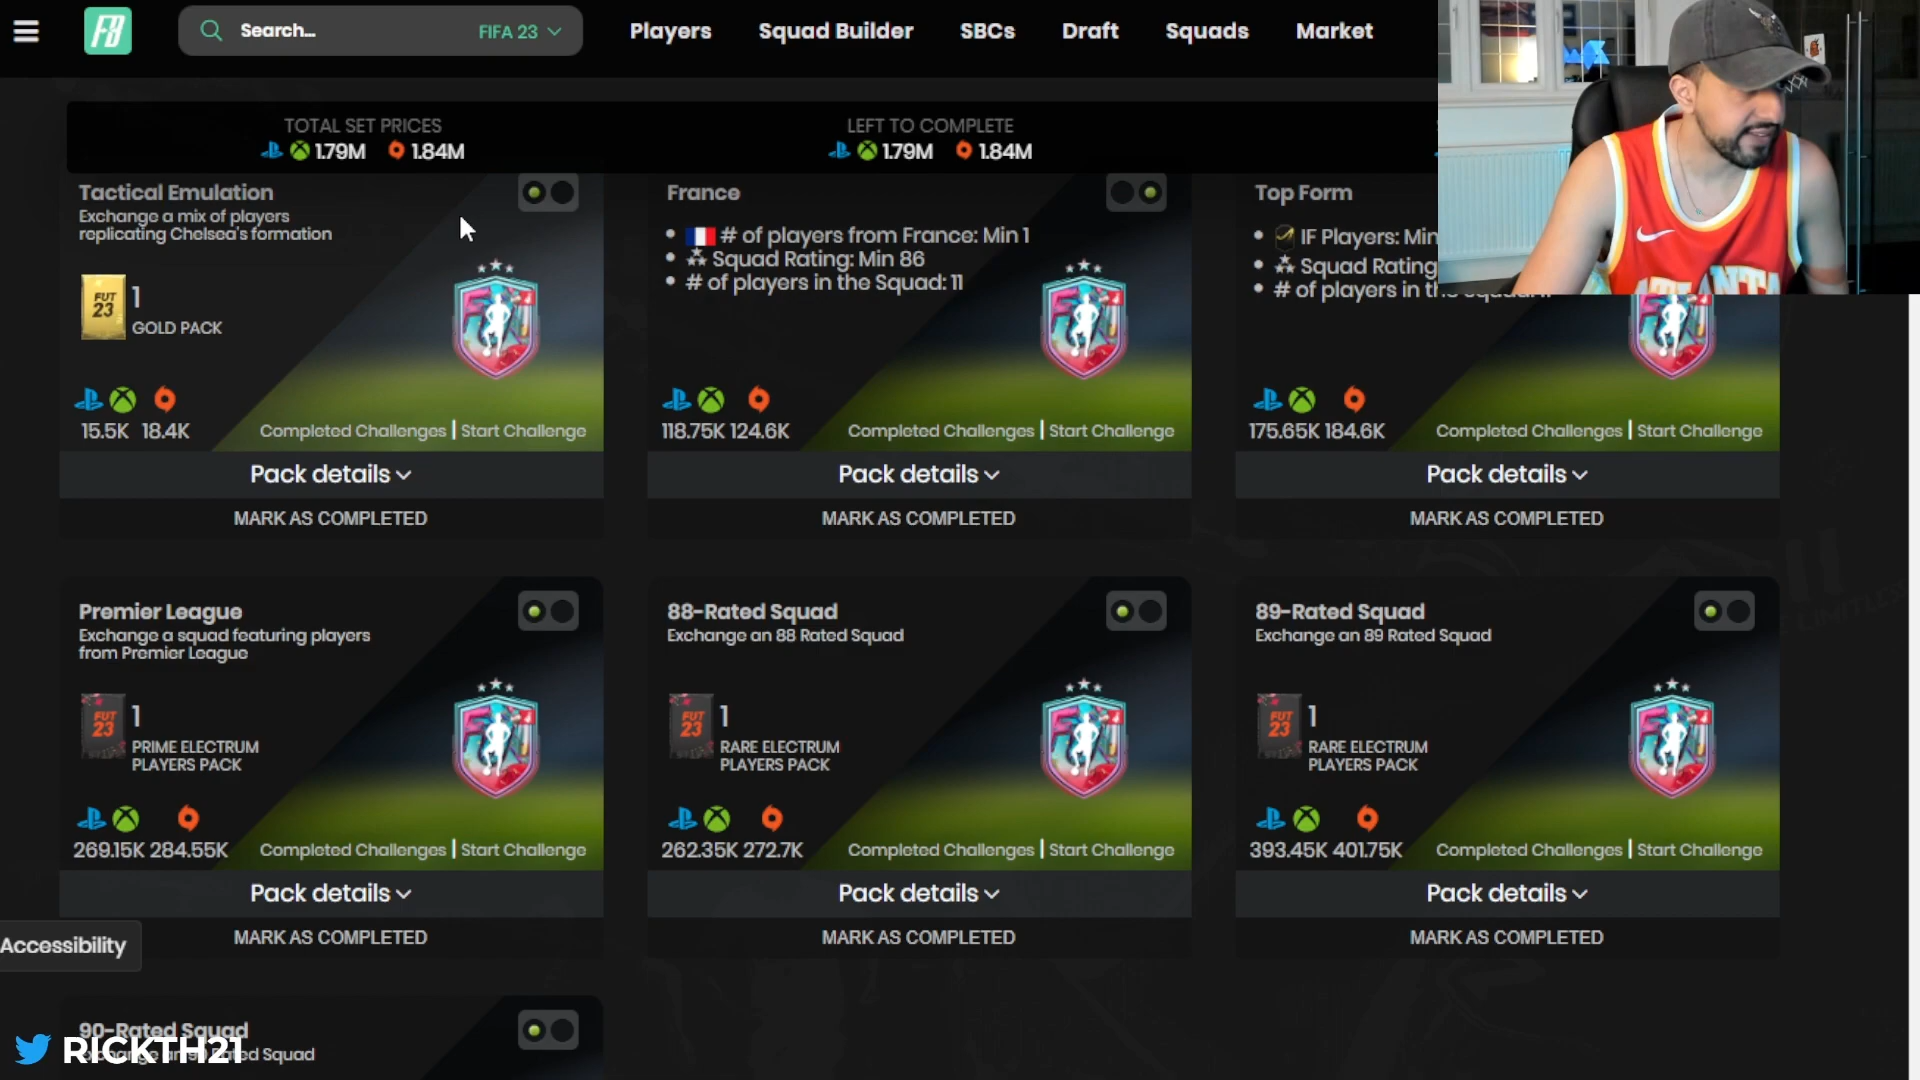 Search...
FIFA 23
Players
Squad Builder
SBCs
Draft
Squads
Market
TOTAL SET PRICES
1.79M 1.84M
LEFT TO COMPLETE
1.79M 1.84M
Tactical Emulation
Exchange a mix of players
replicating Chelsea's formation
FUT 23
1
GOLD PACK
15.5K 18.4K
Completed Challenges | Start Challenge
Pack details
MARK AS COMPLETED
France
# of players from France: Min 1
Squad Rating: Min 86
# of players in the Squad: 11
118.75K 124.6K
Completed Challenges | Start Challenge
Pack details
MARK AS COMPLETED
Top Form
IF Players: Min
Squad Rating
# of players in
175.65K 184.6K
Completed Challenges | Start Challenge
Pack details
MARK AS COMPLETED
ATLANTA
Premier League
Exchange a squad featuring players
from Premier League
FUT 23
1
PRIME ELECTRUM
PLAYERS PACK
269.15K 284.55K
Completed Challenges | Start Challenge
Pack details
MARK AS COMPLETED
88-Rated Squad
Exchange an 88 Rated Squad
FUT 23
1
RARE ELECTRUM
PLAYERS PACK
262.35K 272.7K
Completed Challenges | Start Challenge
Pack details
MARK AS COMPLETED
89-Rated Squad
Exchange an 89 Rated Squad
FUT 23
1
RARE ELECTRUM
PLAYERS PACK
393.45K 401.75K
Completed Challenges | Start Challenge
Pack details
MARK AS COMPLETED
Accessibility
90-Rated Squad
Exchange an 90 Rated Squad
RICKTH21